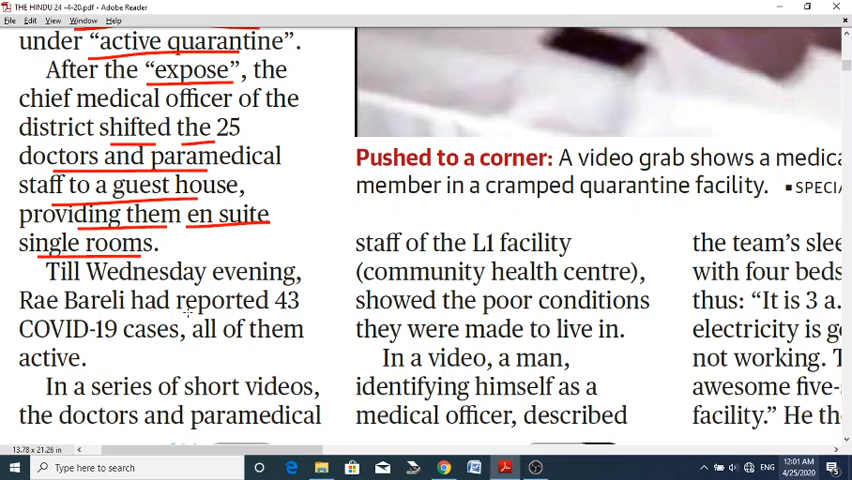 THE HINDU 24 -4-20.pdf - Adobe Reader
File Edit View Window Help
under “active quarantine”.
After the “expose”, the
chief medical officer of the
district shifted the 25
doctors and paramedical
staff to a guest house,
providing them en suite
single rooms.
Till Wednesday evening,
Rae Bareli had reported 43
COVID-19 cases, all of them
active.
In a series of short videos,
the doctors and paramedical
Pushed to a corner: A video grab shows a medica
member in a cramped quarantine facility. ■ SPECIA
staff of the L1 facility
(community health centre),
showed the poor conditions
they were made to live in.
In a video, a man,
identifying himself as a
medical officer, described
the team’s slee
with four beds
thus: “It is 3 a.
electricity is g
not working. T
awesome five-s
facility.” He th
13.78 x 21.26 in
Type here to search
ENG
12:01 AM
4/25/2020